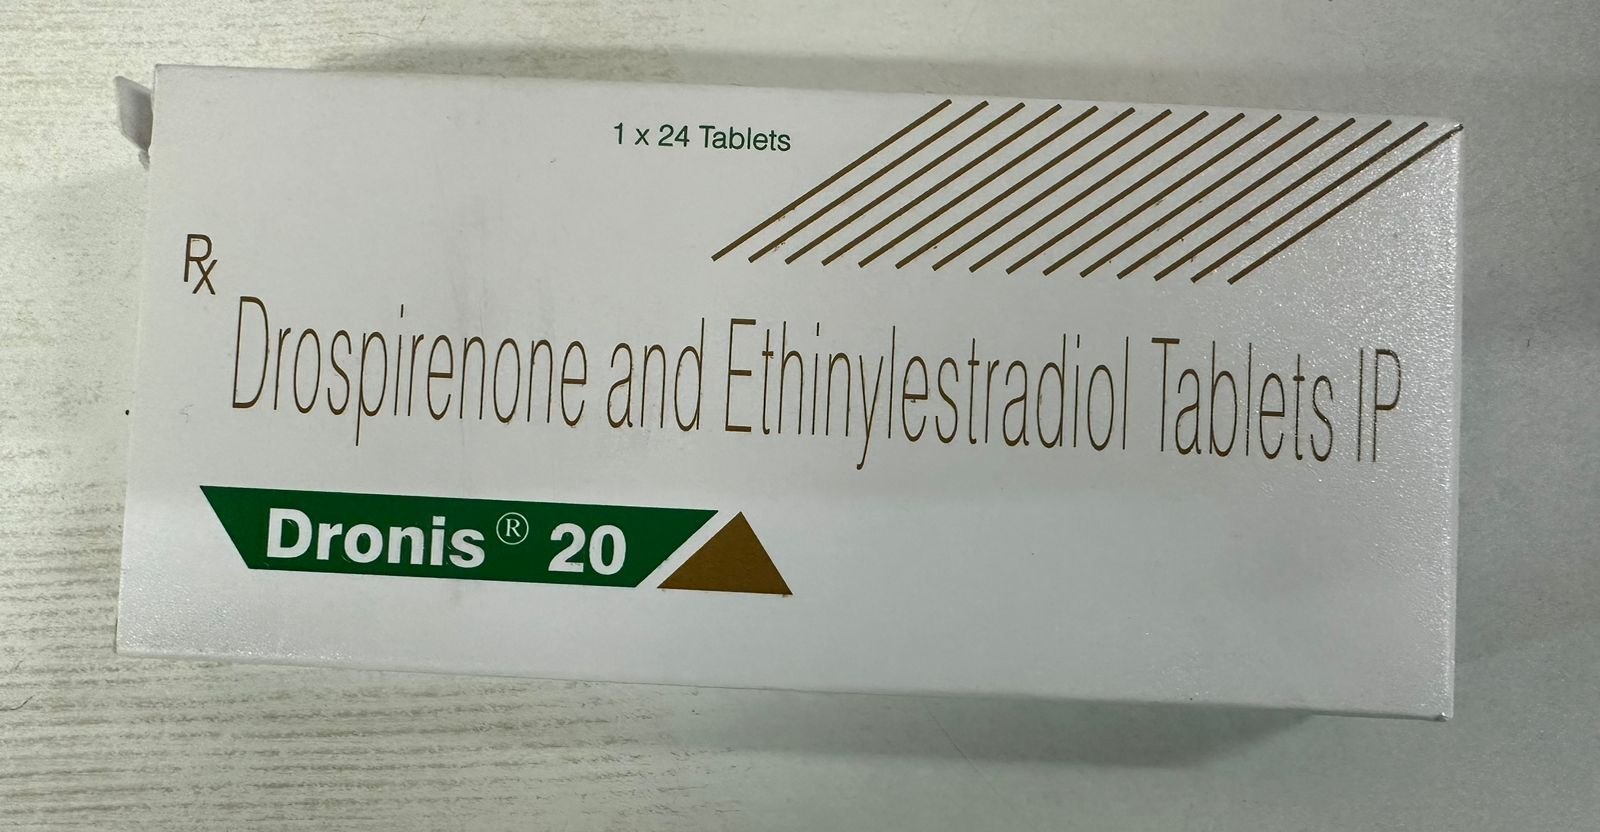 1 x 24 Tablets
Rx
Drospirenone and Ethinylestradiol Tablets IP
Dronis® 20